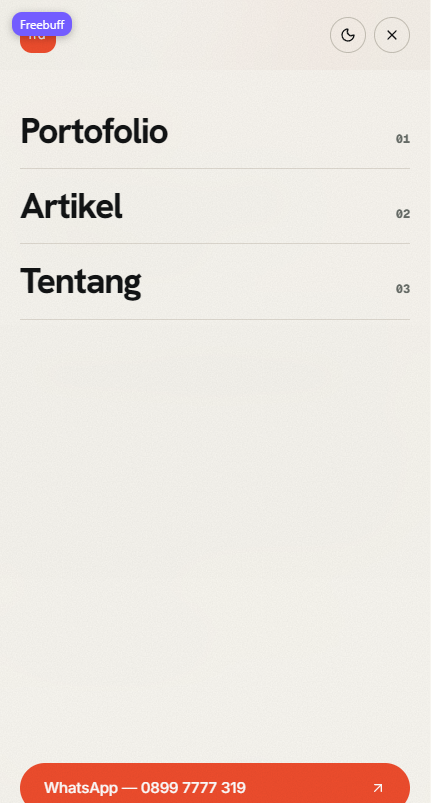 Freebuff
Portofolio
01
Artikel
02
Tentang
03
WhatsApp — 0899 7777 319